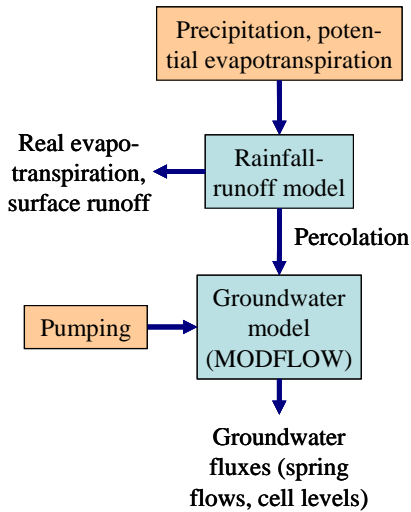 Precipitation, poten-
tial evapotranspiration
Real evapo-
transpiration,
surface runoff
Rainfall-
runoff model
Percolation
Pumping
Groundwater
model
(MODFLOW)
Groundwater
fluxes (spring
flows, cell levels)